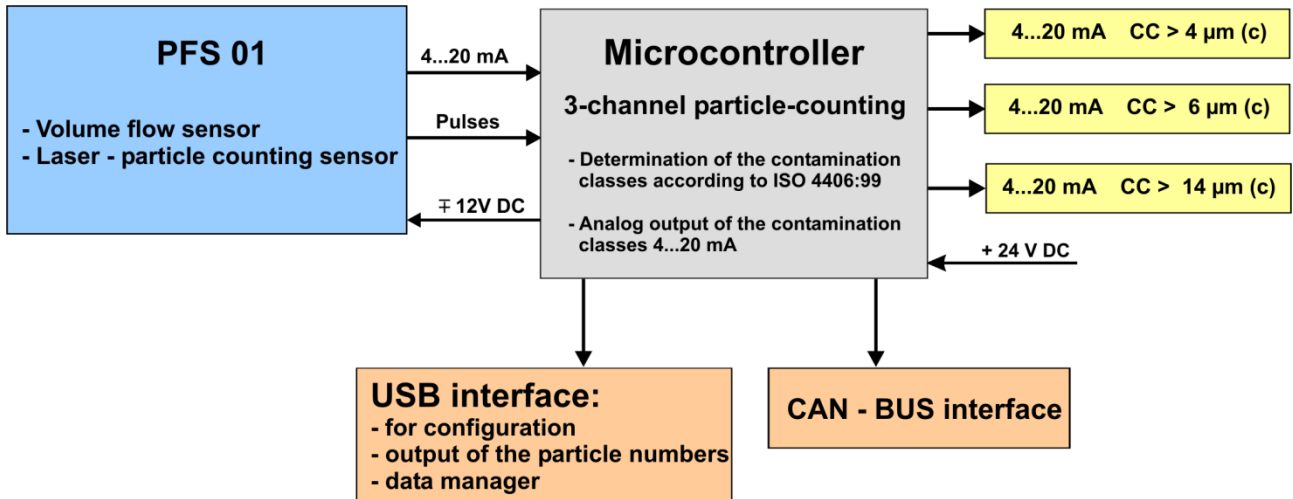 PFS 01
- Volume flow sensor
- Laser - particle counting sensor
4...20 mA
Pulses
∓ 12V DC
Microcontroller
3-channel particle-counting
- Determination of the contamination
classes according to ISO 4406:99
- Analog output of the contamination
classes 4...20 mA
4...20 mA CC > 4 µm (c)
4...20 mA CC > 6 µm (c)
4...20 mA CC > 14 µm (c)
+ 24 V DC
USB interface:
- for configuration
- output of the particle numbers
- data manager
CAN - BUS interface